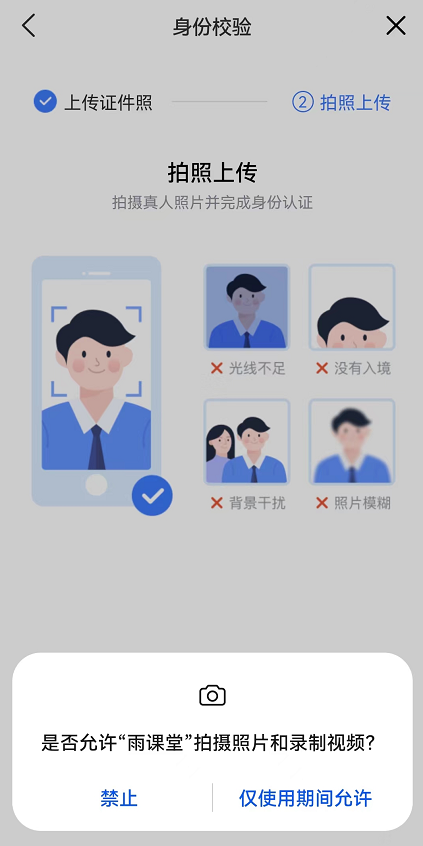 身份校验
上传证件照
② 拍照上传
拍照上传
拍摄真人照片并完成身份认证
光线不足
没有入境
背景干扰
照片模糊
是否允许“雨课堂”拍摄照片和录制视频?
禁止
仅使用期间允许